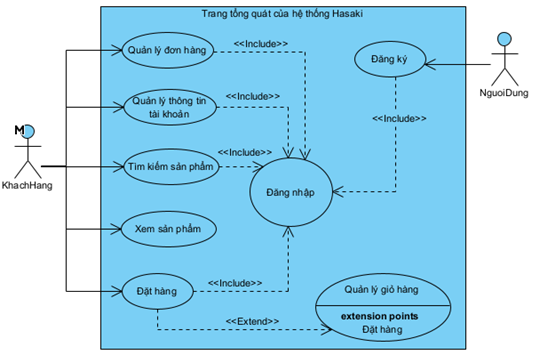 Trang tổng quát của hệ thống Hasaki
Quản lý đơn hàng
<<Include>>
Đăng ký
NguoiDung
Quản lý thông tin
tài khoản
<<Include>>
<<Include>>
M
KhachHang
Tìm kiếm sản phẩm
<<Include>>
Đăng nhập
Xem sản phẩm
Đặt hàng
<<Include>>
Quản lý giỏ hàng
extension points
Đặt hàng
<<Extend>>